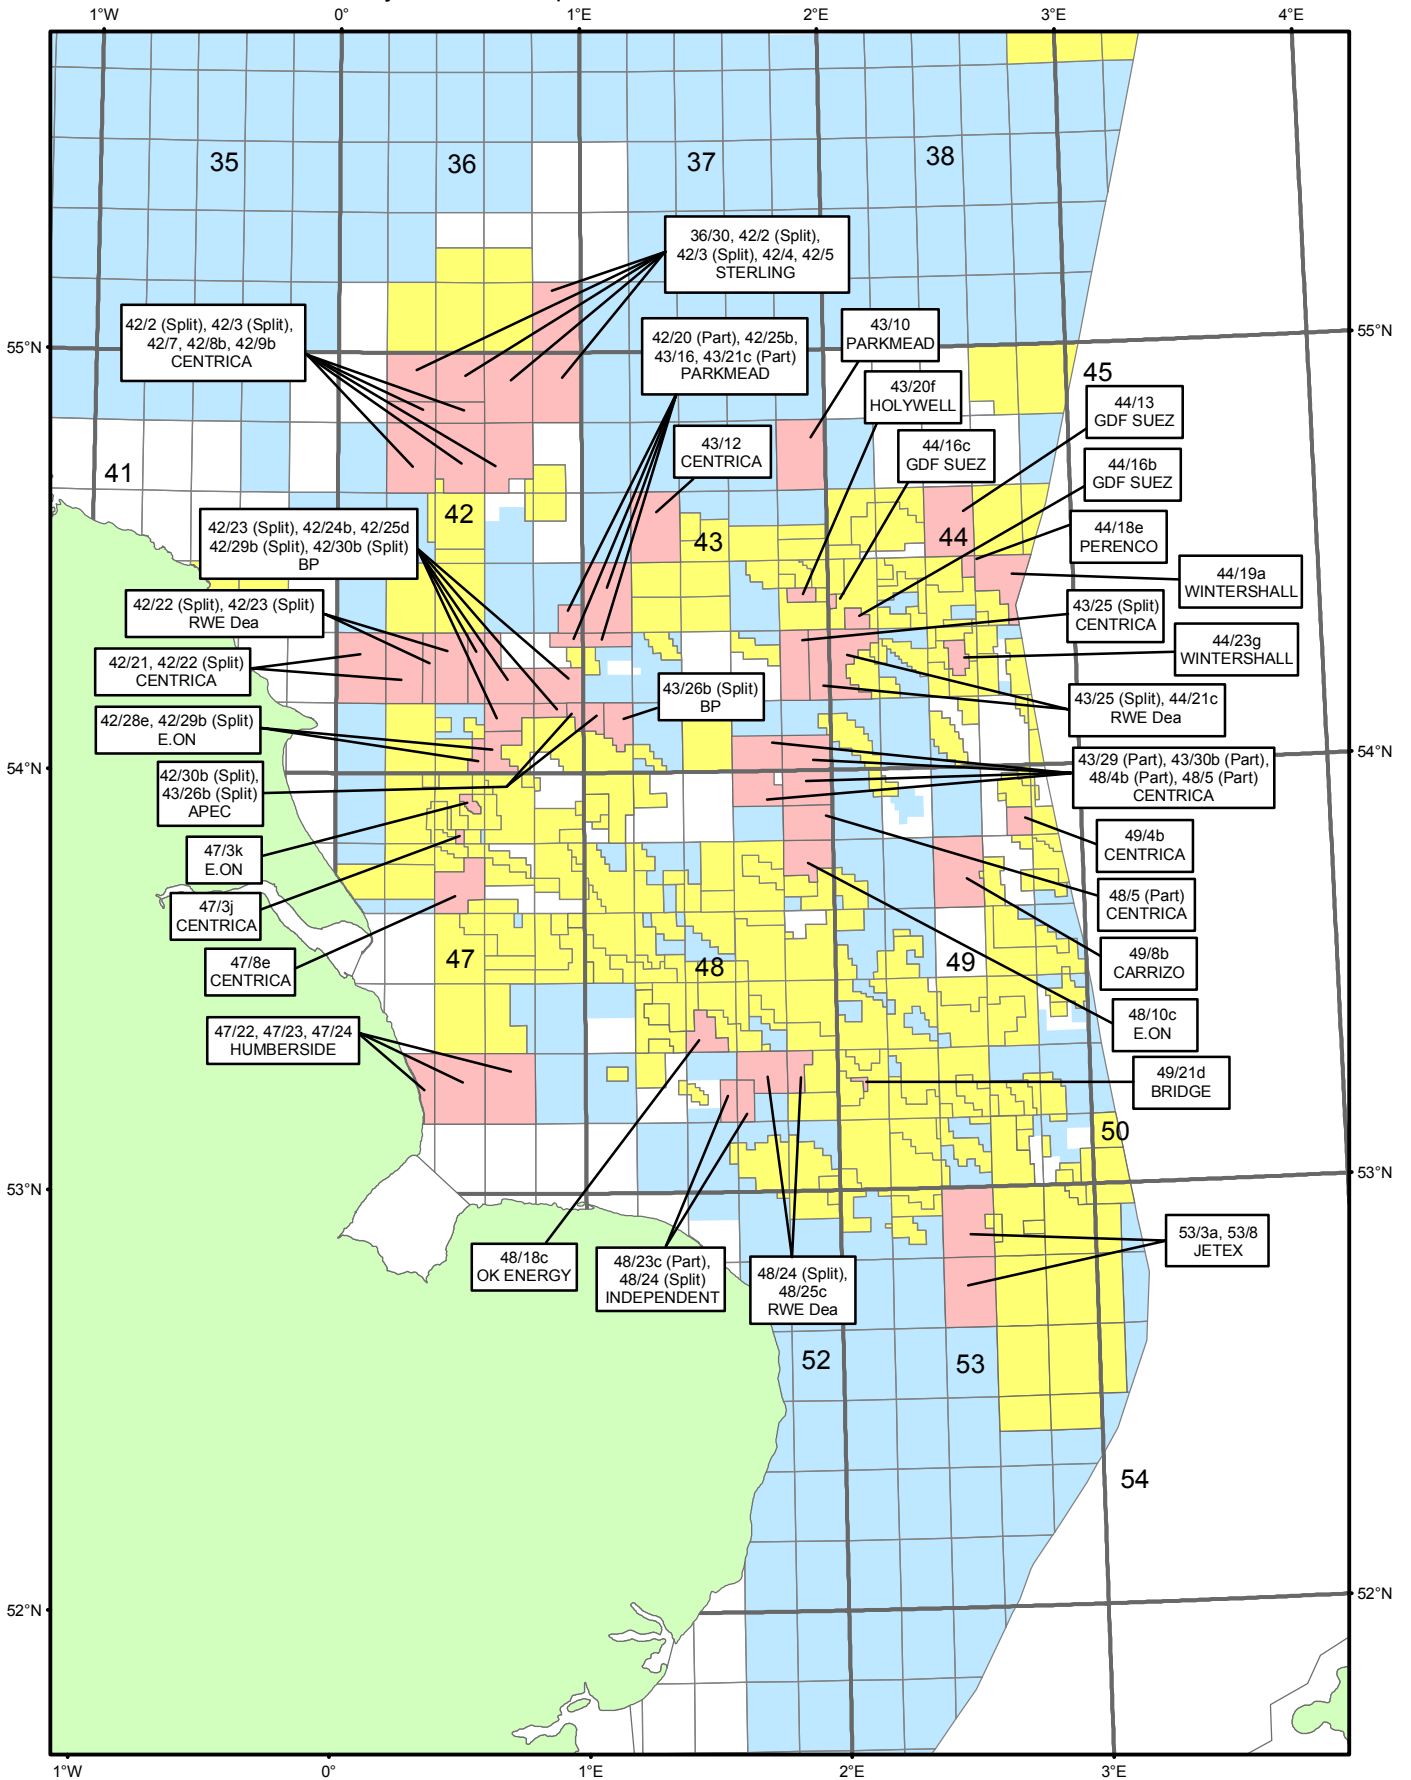 0°
1°W
1°E
2°E
3°E
4°E
35
36
37
38
36/30, 42/2 (Split),
42/3 (Split), 42/4, 42/5
STERLING
42/2 (Split), 42/3 (Split),
42/7, 42/8b, 42/9b
CENTRICA
42/20 (Part), 42/25b,
43/16, 43/21c (Part)
PARKMEAD
43/10
PARKMEAD
55°N
55°N
45
43/20f
HOLYWELL
44/13
GDF SUEZ
43/12
CENTRICA
44/16c
GDF SUEZ
44/16b
GDF SUEZ
41
42
43
44
42/23 (Split), 42/24b, 42/25d
42/29b (Split), 42/30b (Split)
BP
44/18e
PERENCO
44/19a
WINTERSHALL
42/22 (Split), 42/23 (Split)
RWE Dea
43/25 (Split)
CENTRICA
44/23g
WINTERSHALL
42/21, 42/22 (Split)
CENTRICA
43/26b (Split)
BP
43/25 (Split), 44/21c
RWE Dea
42/28e, 42/29b (Split)
E.ON
54°N
54°N
42/30b (Split),
43/26b (Split)
APEC
43/29 (Part), 43/30b (Part),
48/4b (Part), 48/5 (Part)
CENTRICA
47/3k
E.ON
49/4b
CENTRICA
47/3j
CENTRICA
48/5 (Part)
CENTRICA
47/8e
CENTRICA
47
48
49
49/8b
CARRIZO
48/10c
E.ON
47/22, 47/23, 47/24
HUMBERSIDE
49/21d
BRIDGE
50
53°N
53°N
48/18c
OK ENERGY
48/23c (Part),
48/24 (Split)
INDEPENDENT
48/24 (Split),
48/25c
RWE Dea
53/3a, 53/8
JETEX
52
53
54
52°N
52°N
1°W
0°
1°E
2°E
3°E